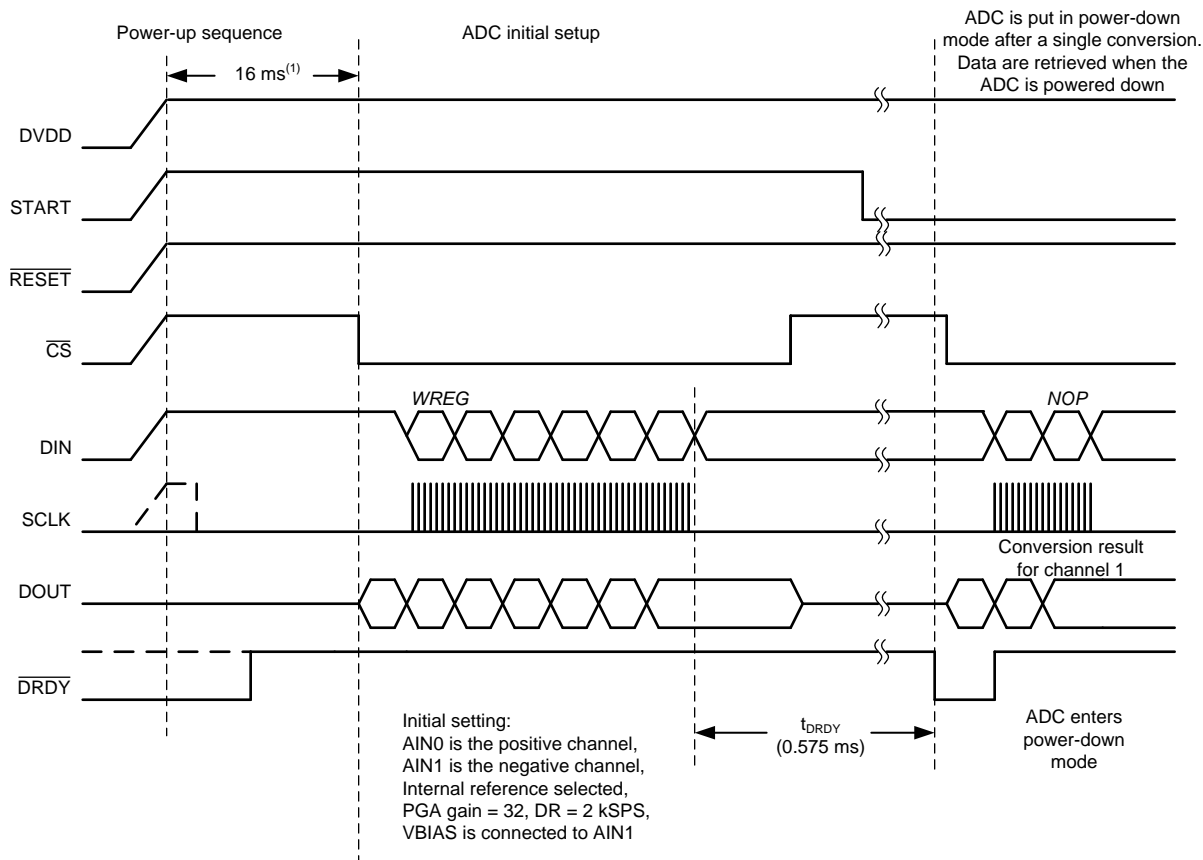 Power-up sequence
ADC initial setup
ADC is put in power-down
mode after a single conversion.
Data are retrieved when the
ADC is powered down
16 ms(1)
DVDD
START
RESET
CS
WREG
NOP
DIN
SCLK
Conversion result
for channel 1
DOUT
DRDY
Initial setting:
AIN0 is the positive channel,
AIN1 is the negative channel,
Internal reference selected,
PGA gain = 32, DR = 2 kSPS,
VBIAS is connected to AIN1
tDRDY
(0.575 ms)
ADC enters
power-down
mode